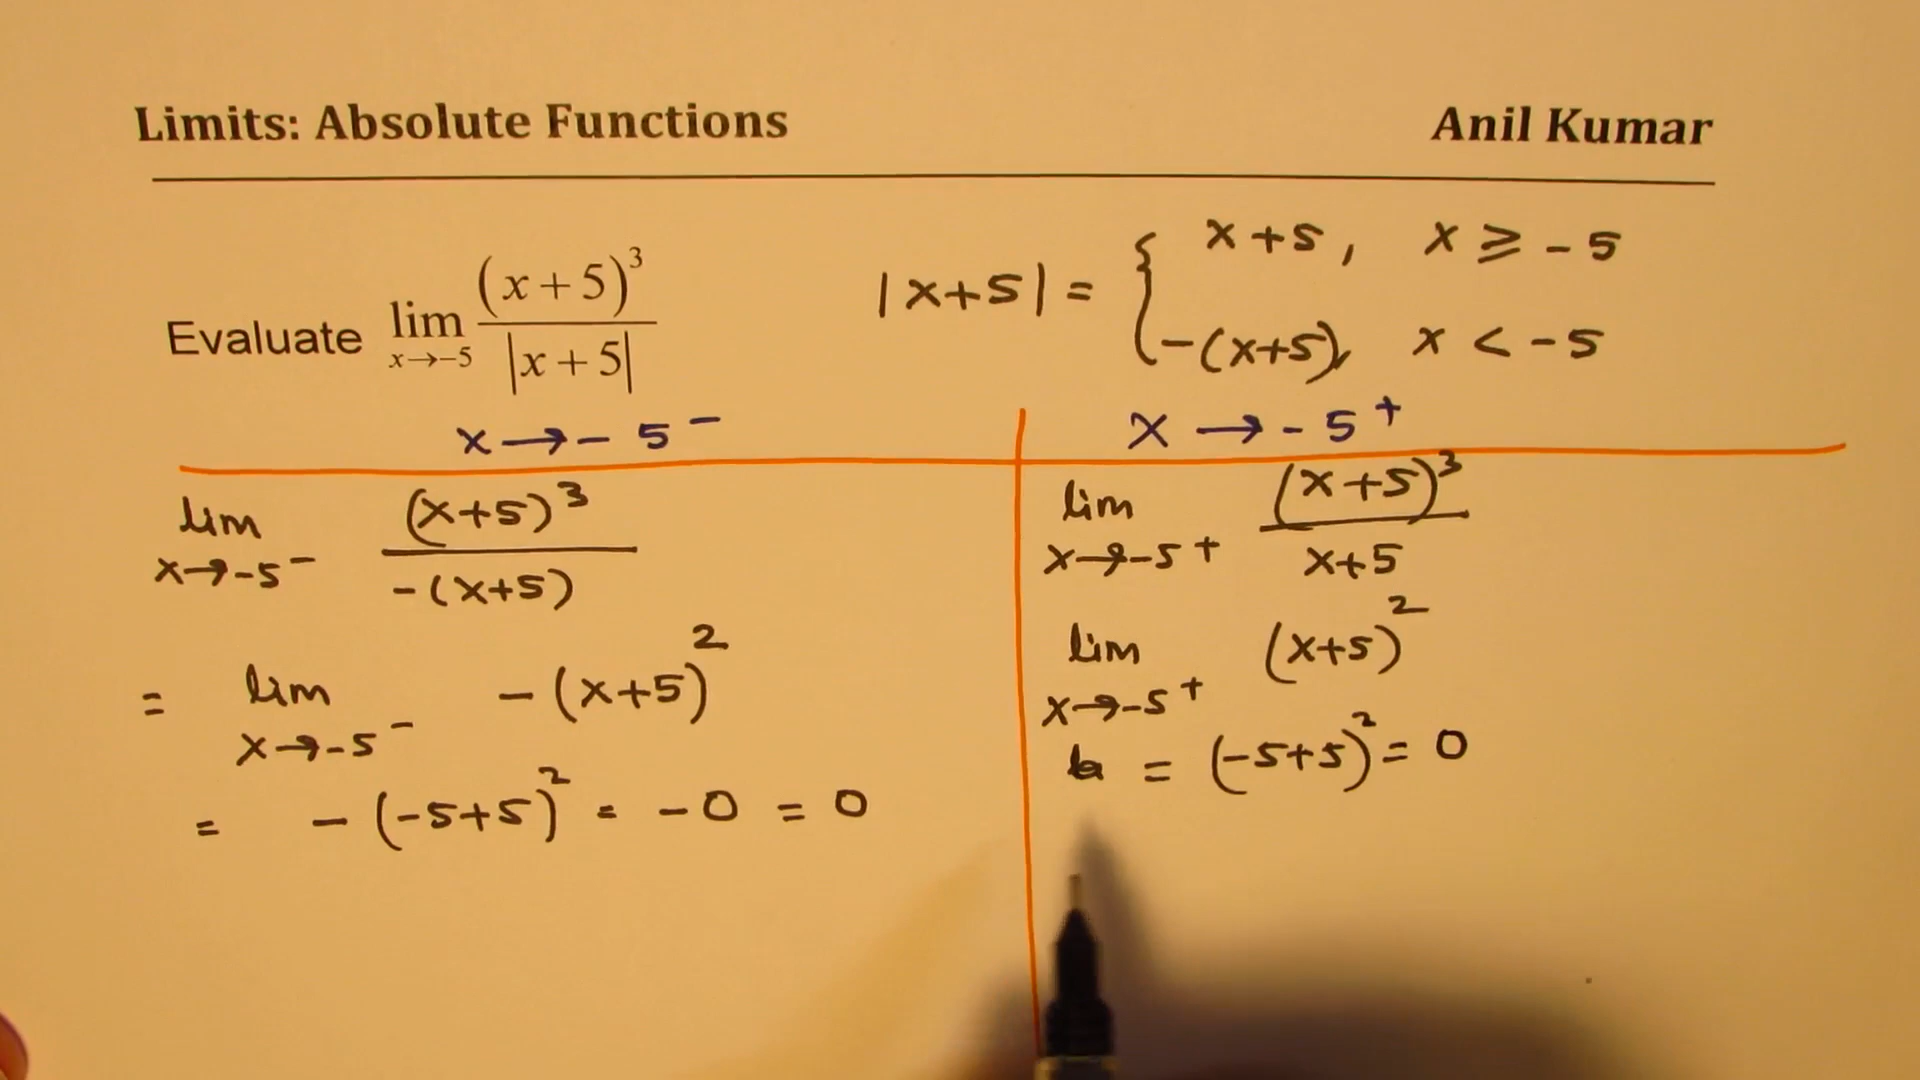 Limits: Absolute Functions Anil Kumar
Evaluate lim x→-5 (x+5)³ / |x+5|
|x+5| = { x+5, x ≥ -5
-(x+5), x < -5
x → -5⁻
lim x→-5⁻ (x+5)³ / -(x+5)
= lim x→-5⁻ -(x+5)²
= -(-5+5)² = -0 = 0
x → -5⁺
lim x→-5⁺ (x+5)³ / x+5
lim x→-5⁺ (x+5)²
= (-5+5)² = 0